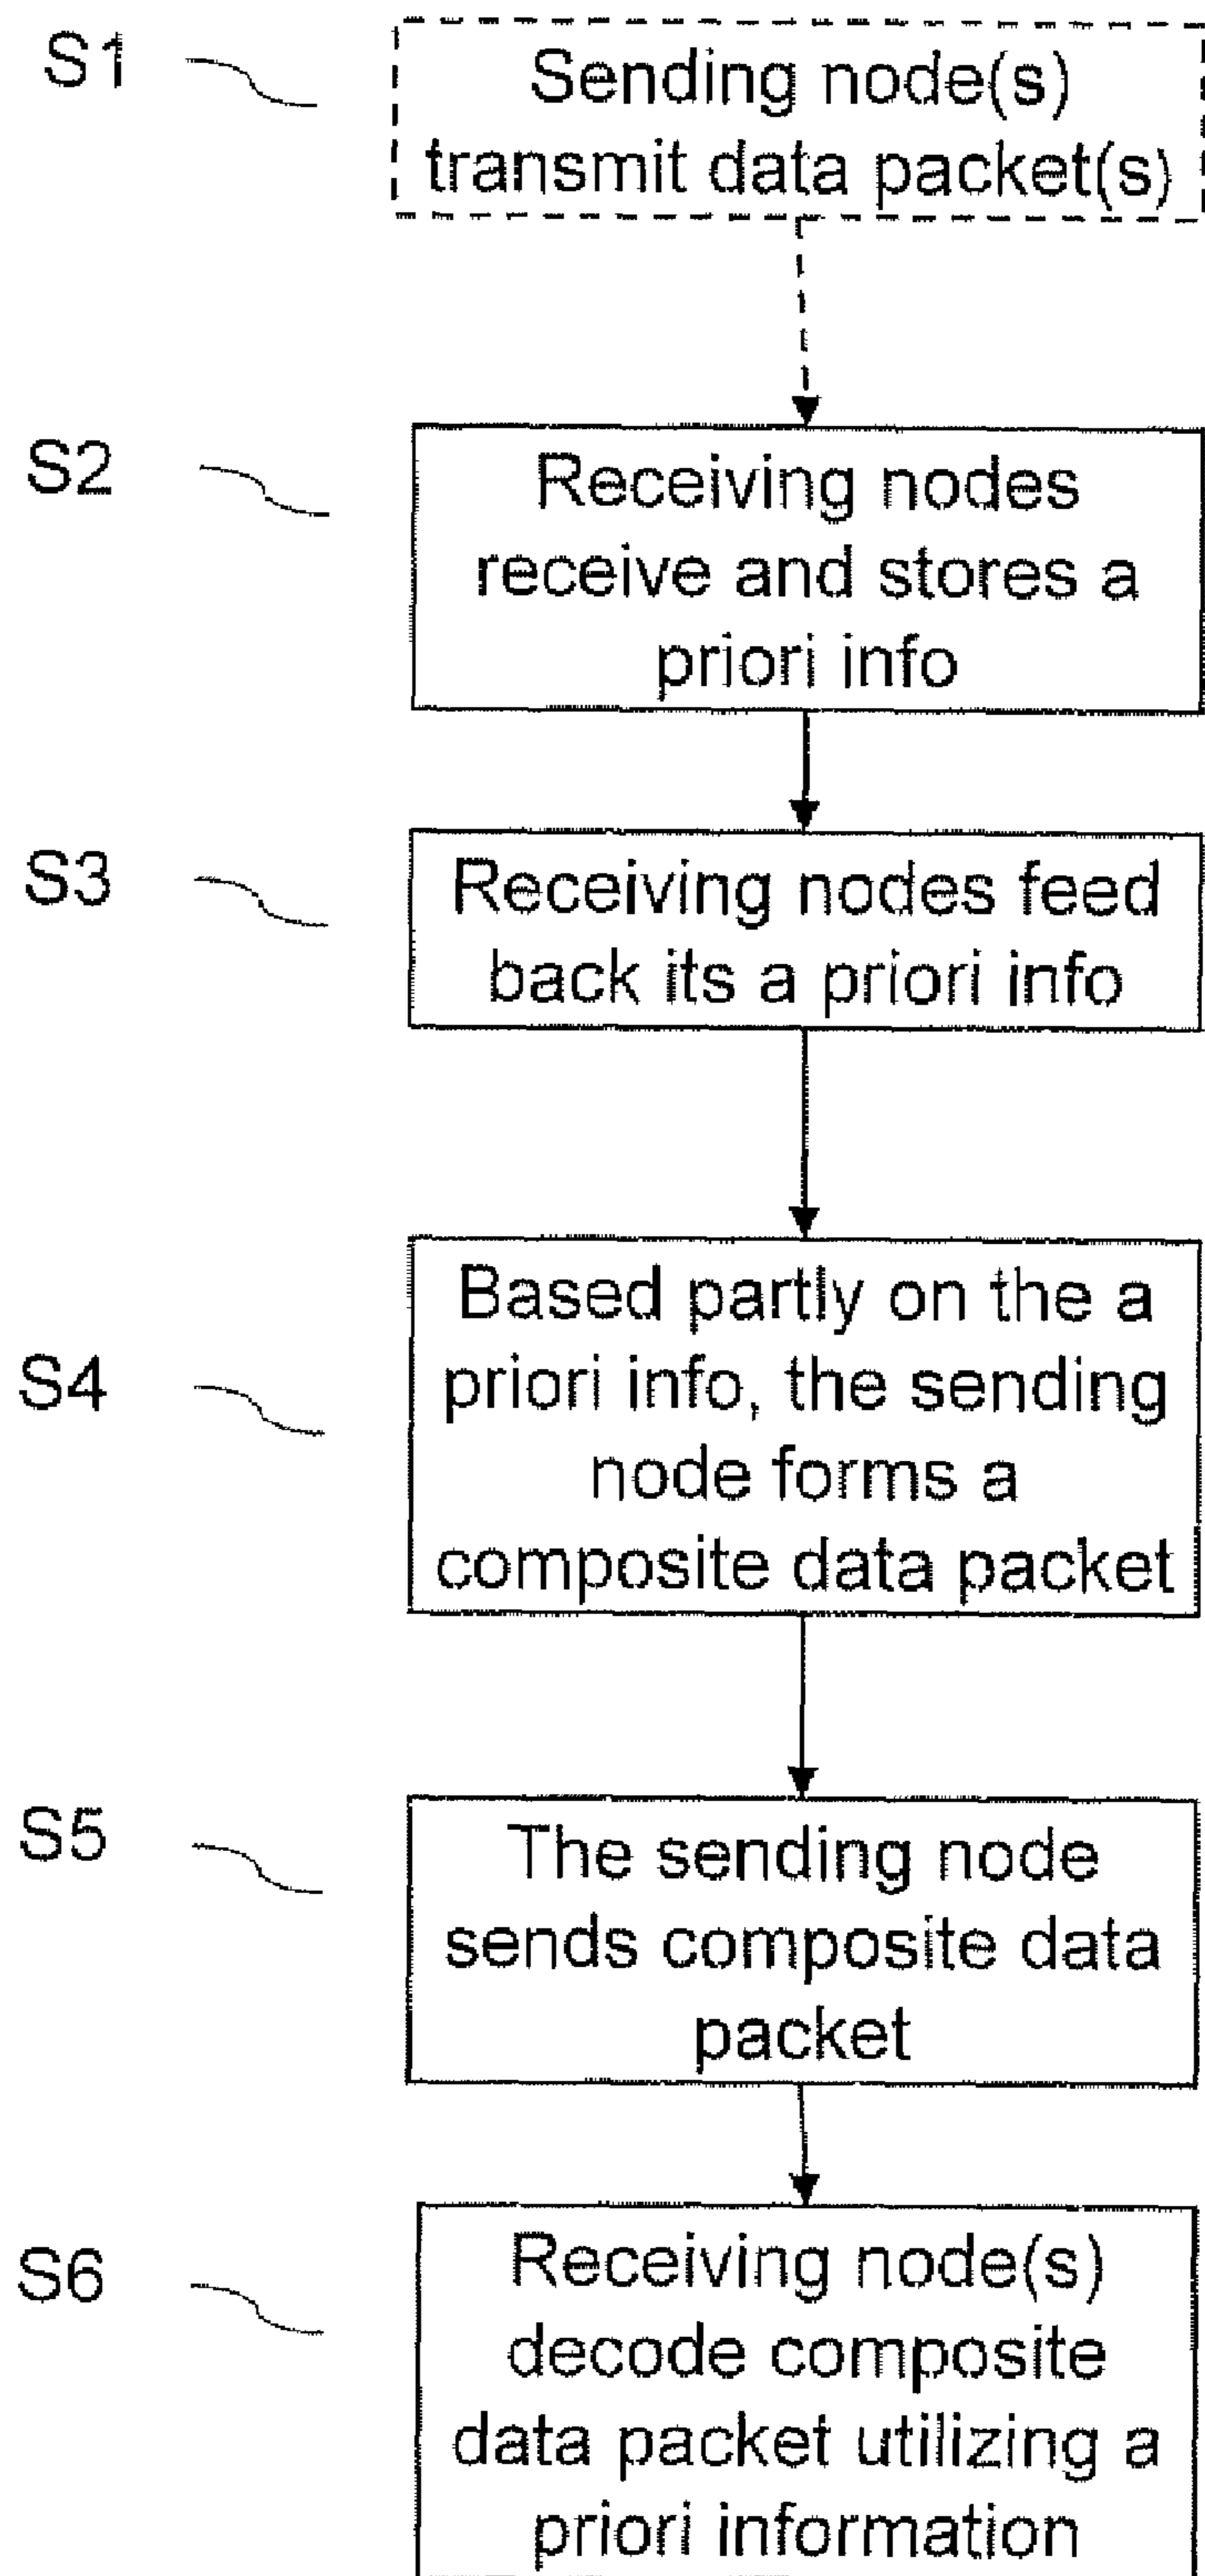 S1
Sending node(s)
transmit data packet(s)
S2
Receiving nodes
receive and stores a
priori info
S3
Receiving nodes feed
back its a priori info
S4
Based partly on the a
priori info, the sending
node forms a
composite data packet
S5
The sending node
sends composite data
packet
S6
Receiving node(s)
decode composite
data packet utilizing a
priori information